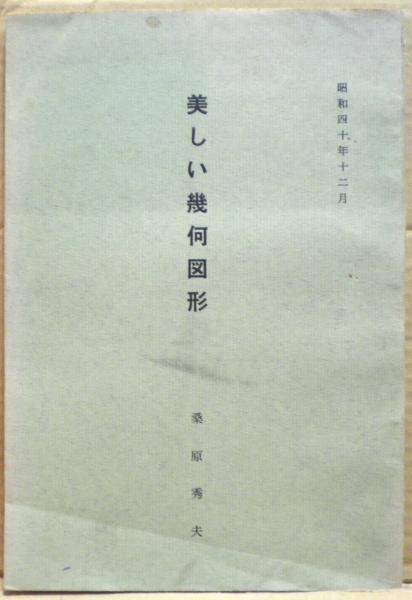 昭和四十年十二月
美しい幾何図形
桑原秀夫